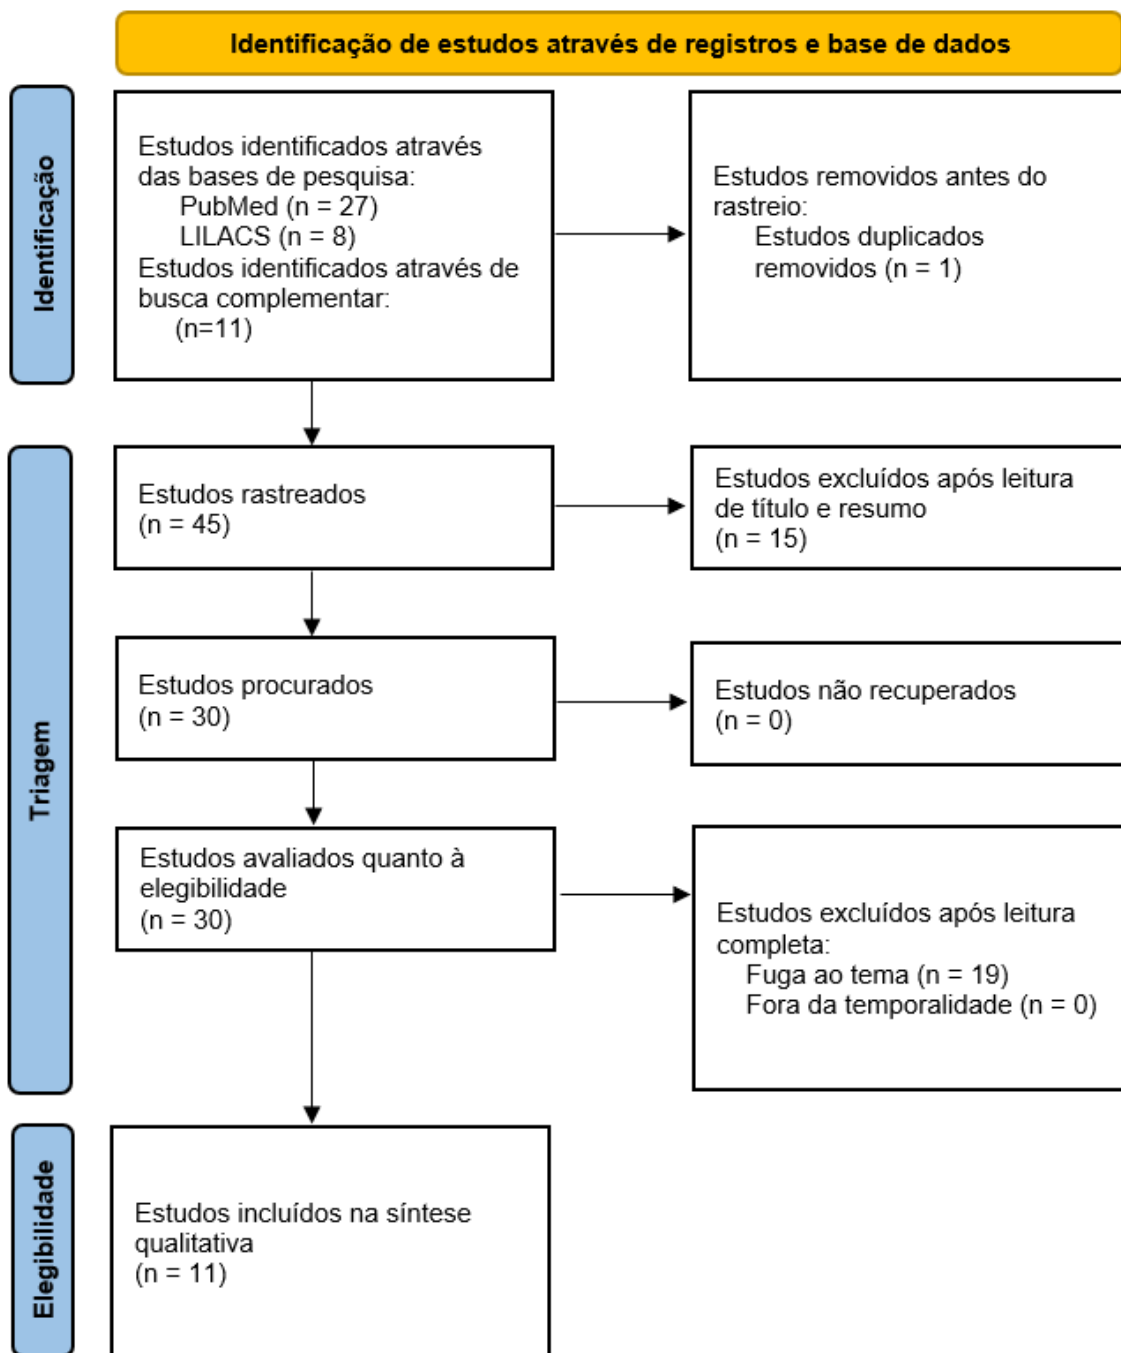 Identificação de estudos através de registros e base de dados
Identificação
Estudos identificados através
das bases de pesquisa:
PubMed (n = 27)
LILACS (n = 8)
Estudos identificados através de
busca complementar:
(n=11)
Estudos removidos antes do
rastreio:
Estudos duplicados
removidos (n = 1)
Triagem
Estudos rastreados
(n = 45)
Estudos excluídos após leitura
de título e resumo
(n = 15)
Estudos procurados
(n = 30)
Estudos não recuperados
(n = 0)
Estudos avaliados quanto à
elegibilidade
(n = 30)
Estudos excluídos após leitura
completa:
Fuga ao tema (n = 19)
Fora da temporalidade (n = 0)
Elegibilidade
Estudos incluídos na síntese
qualitativa
(n = 11)